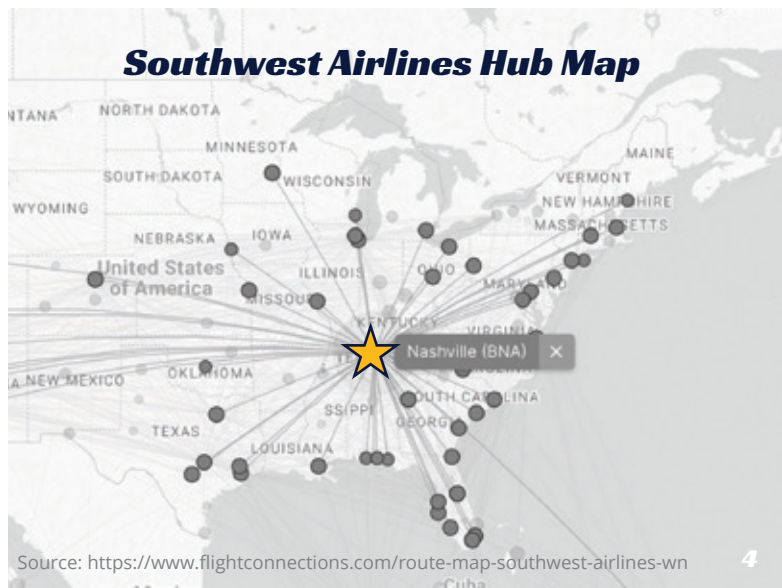 Southwest Airlines Hub Map
NTANA
NORTH DAKOTA
MINNESOTA
MAINE
SOUTH DAKOTA
WISCONSIN
VERMONT
WYOMING
NEW HAMPSHIRE
MASSACHUSETTS
NEBRASKA
IOWA
United States
of America
ILLINOIS
OHIO
MARYLAND
MISSOURI
KENTUCKY
VIRGINIA
Nashville (BNA) ×
NEW MEXICO
OKLAHOMA
SSIPPI
OUTH CAROLINA
GEORGIA
TEXAS
LOUISIANA
Source: https://www.flightconnections.com/route-map-southwest-airlines-wn
4
Cuba